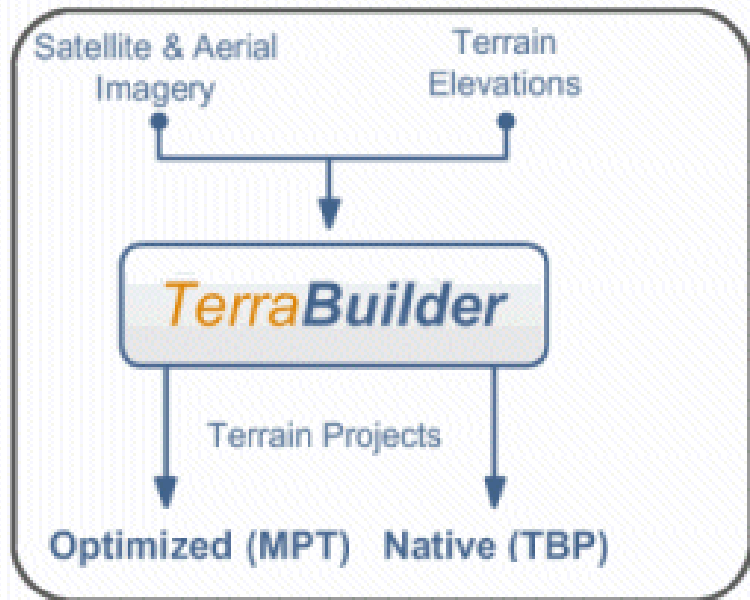 Satellite & Aerial
Imagery
Terrain
Elevations
TerraBuilder
Terrain Projects
Optimized (MPT)
Native (TBP)